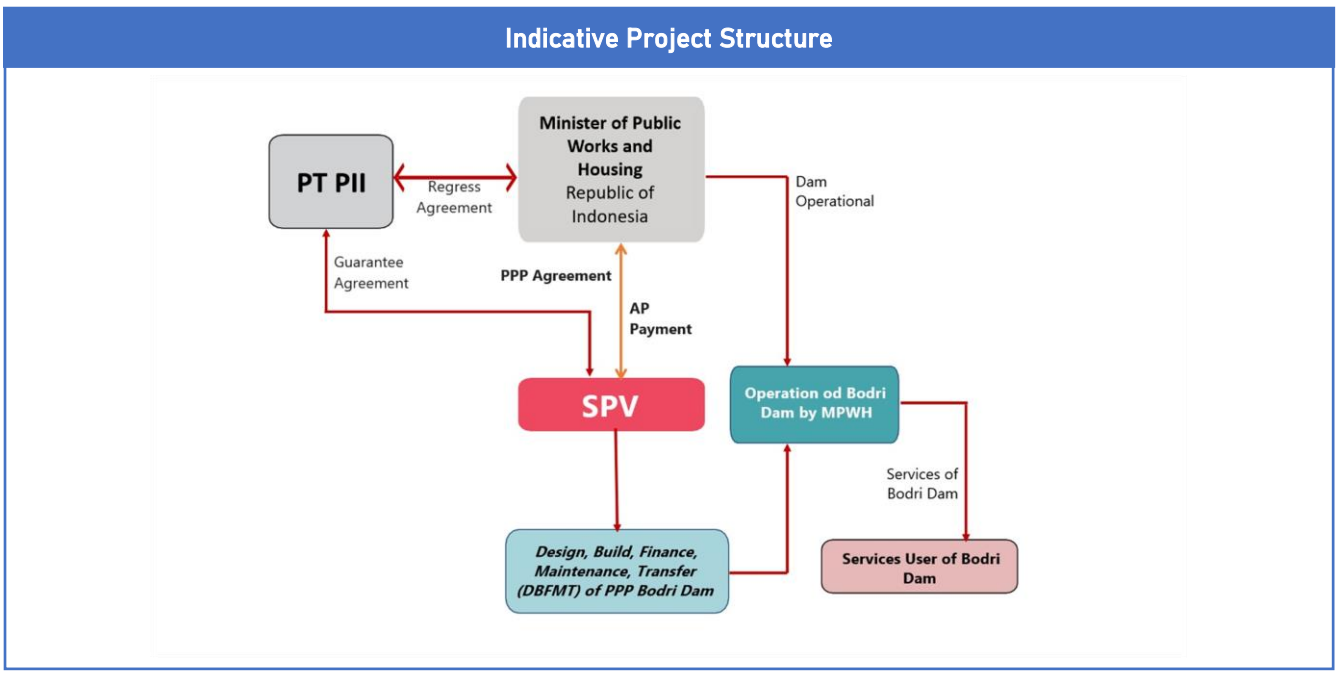 Indicative Project Structure
Minister of Public
Works and
Housing
Republic of
Indonesia
PT PII
Regress
Agreement
Dam
Operational
Guarantee
Agreement
PPP Agreement
AP
Payment
SPV
Operation od Bodri
Dam by MPWH
Services of
Bodri Dam
Design, Build, Finance,
Maintenance, Transfer
(DBFMT) of PPP Bodri Dam
Services User of Bodri
Dam